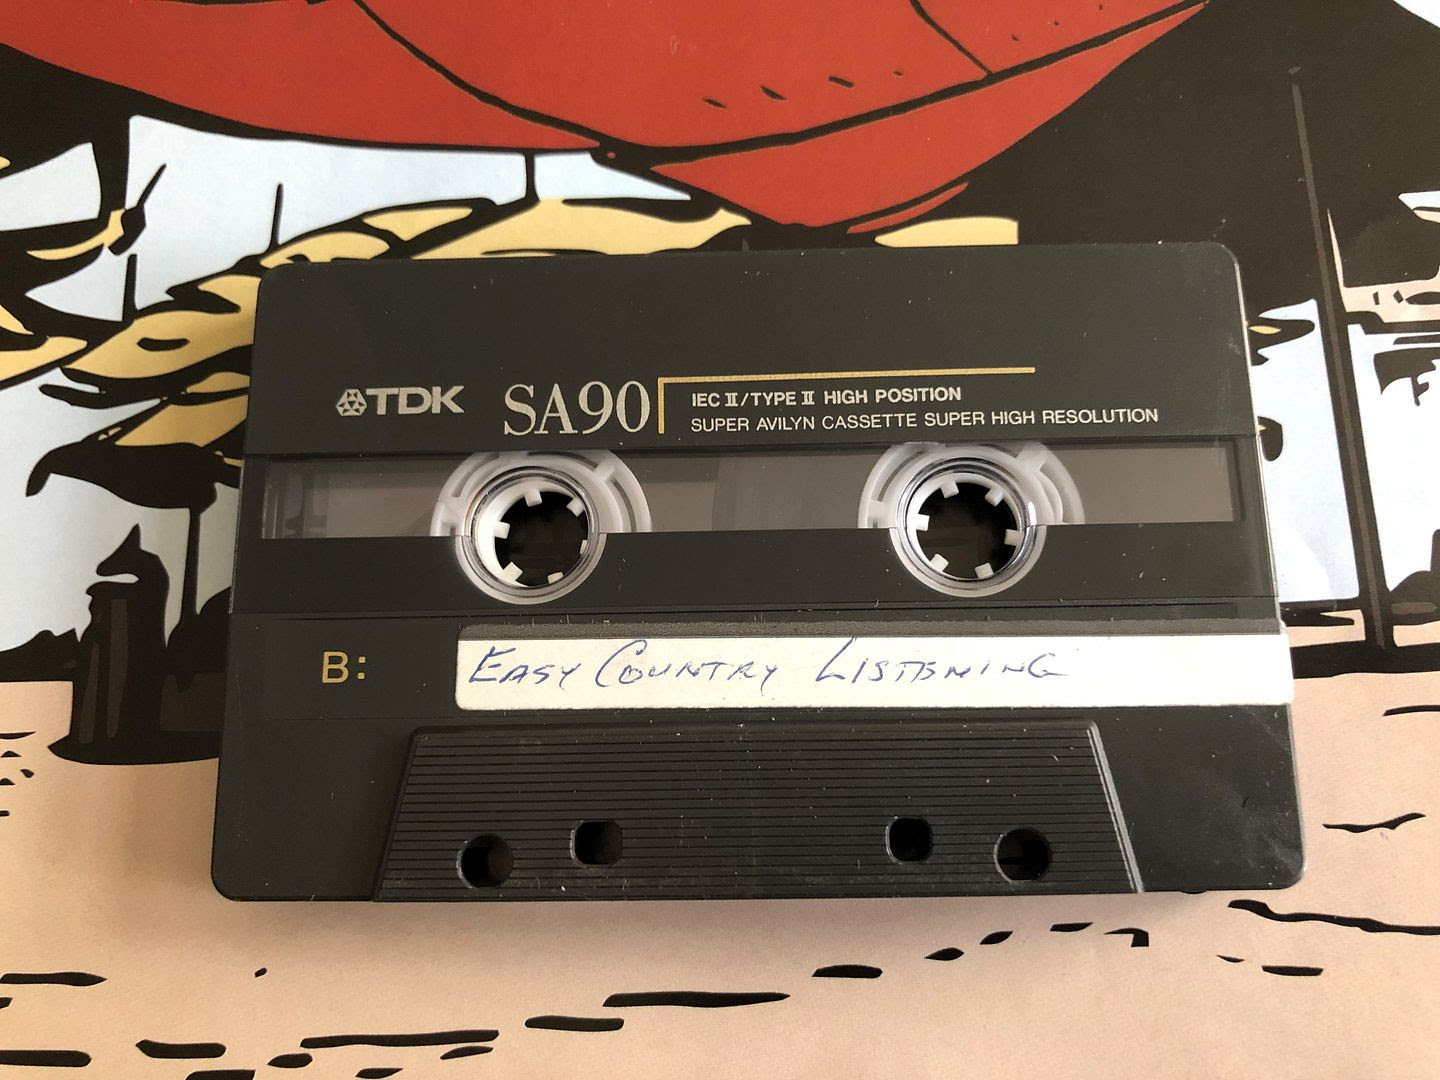 TDK SA90
IEC II/TYPE II HIGH POSITION
SUPER AVILYN CASSETTE SUPER HIGH RESOLUTION
B: EASY COUNTRY LISTENING